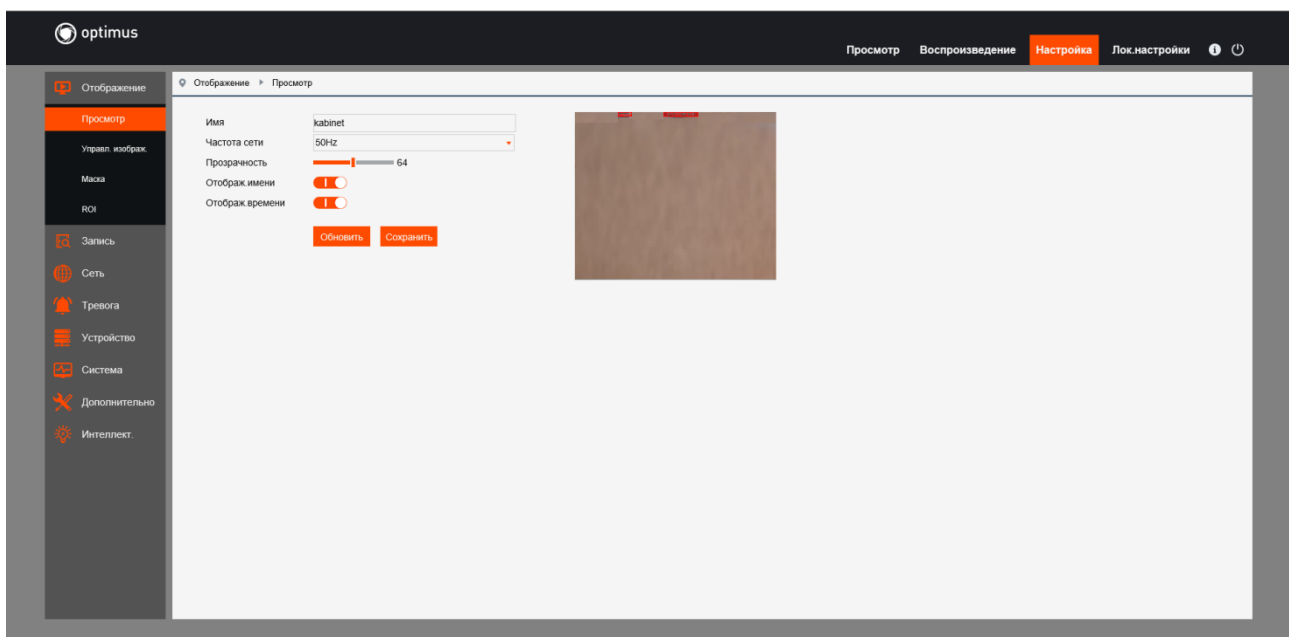 optimus
Просмотр Воспроизведение Настройка Лок.настройки
Отображение
Просмотр
Управл. изображ.
Маска
ROI
Запись
Сеть
Тревога
Устройство
Система
Дополнительно
Интеллект.
Отображение Просмотр
Имя kabinet
Частота сети 50Hz
Прозрачность 64
Отображ.имени
Отображ.времени
Обновить Сохранить